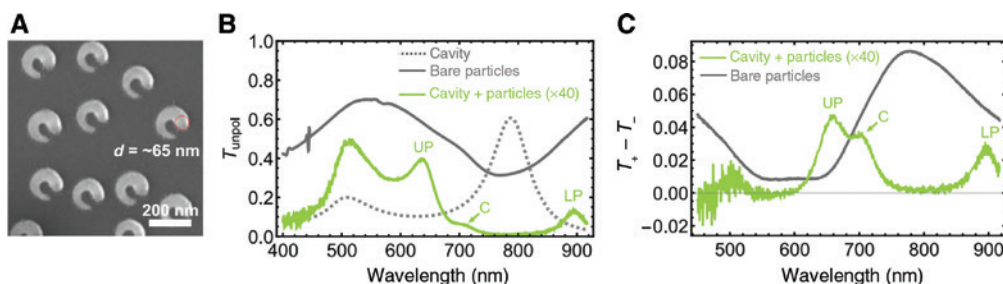 A
d = ~65 nm
200 nm
B
T_unpol
1.0
0.8
0.6
0.4
0.2
0.0
Cavity
Bare particles
Cavity + particles (×40)
UP
C
LP
400 500 600 700 800 900
Wavelength (nm)
C
T₊ − T₋
0.08
0.06
0.04
0.02
0.00
−0.02
Cavity + particles (×40)
Bare particles
UP
C
LP
500 600 700 800 900
Wavelength (nm)